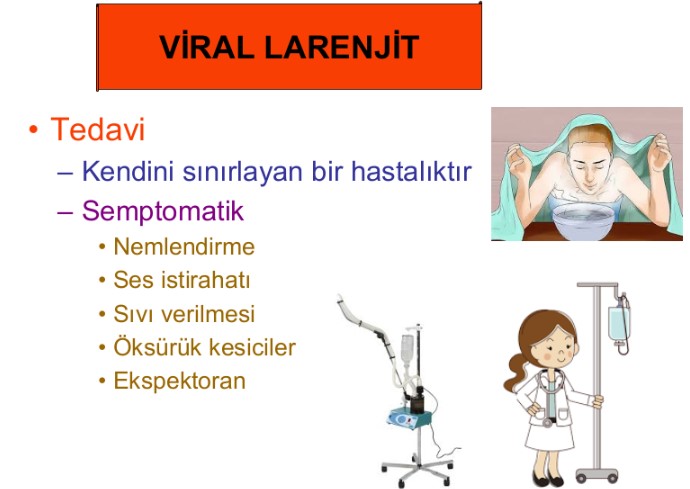 VİRAL LARENJİT
• Tedavi
– Kendini sınırlayan bir hastalıktır
– Semptomatik
• Nemlendirme
• Ses istirahatı
• Sıvı verilmesi
• Öksürük kesiciler
• Ekspektoran